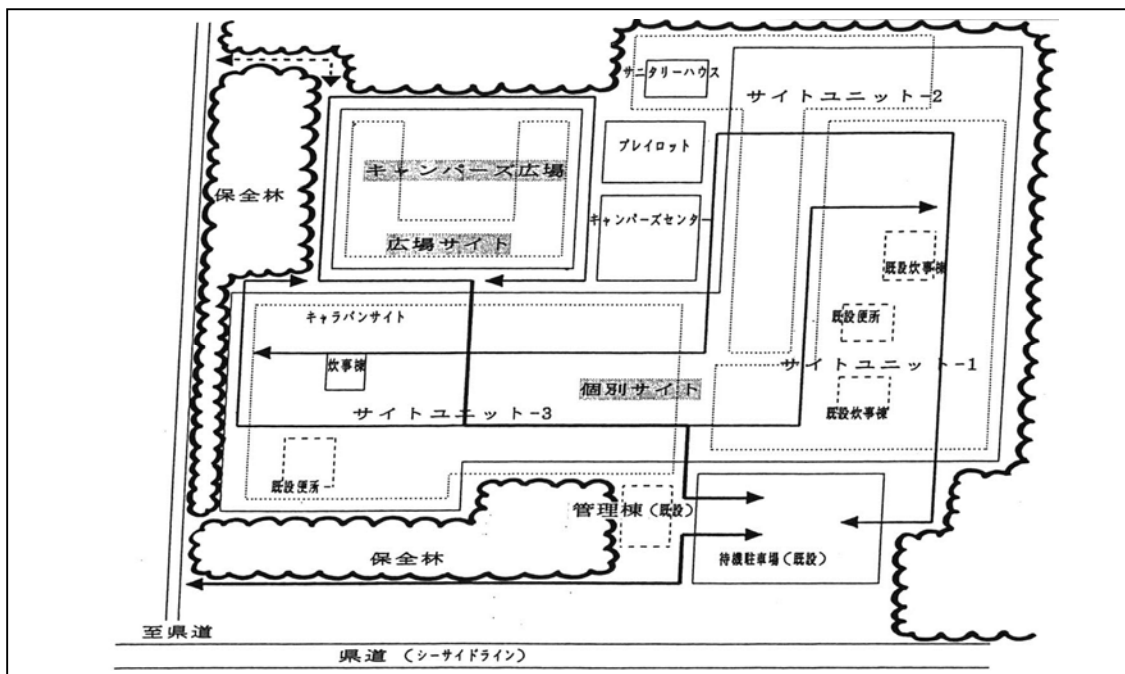 サニタリーハウス
サイトユニット-2
プレイロット
キャンパーズ広場
保全林
キャンパーズセンター
広場サイト
既設炊事棟
キャラバンサイト
既設便所
炊事棟
サイトユニット-1
個別サイト
サイトユニット-3
既設炊事棟
既設便所
管理棟(既設)
保全林
待機駐車場(既設)
至県道
県道 (シーサイドライン)